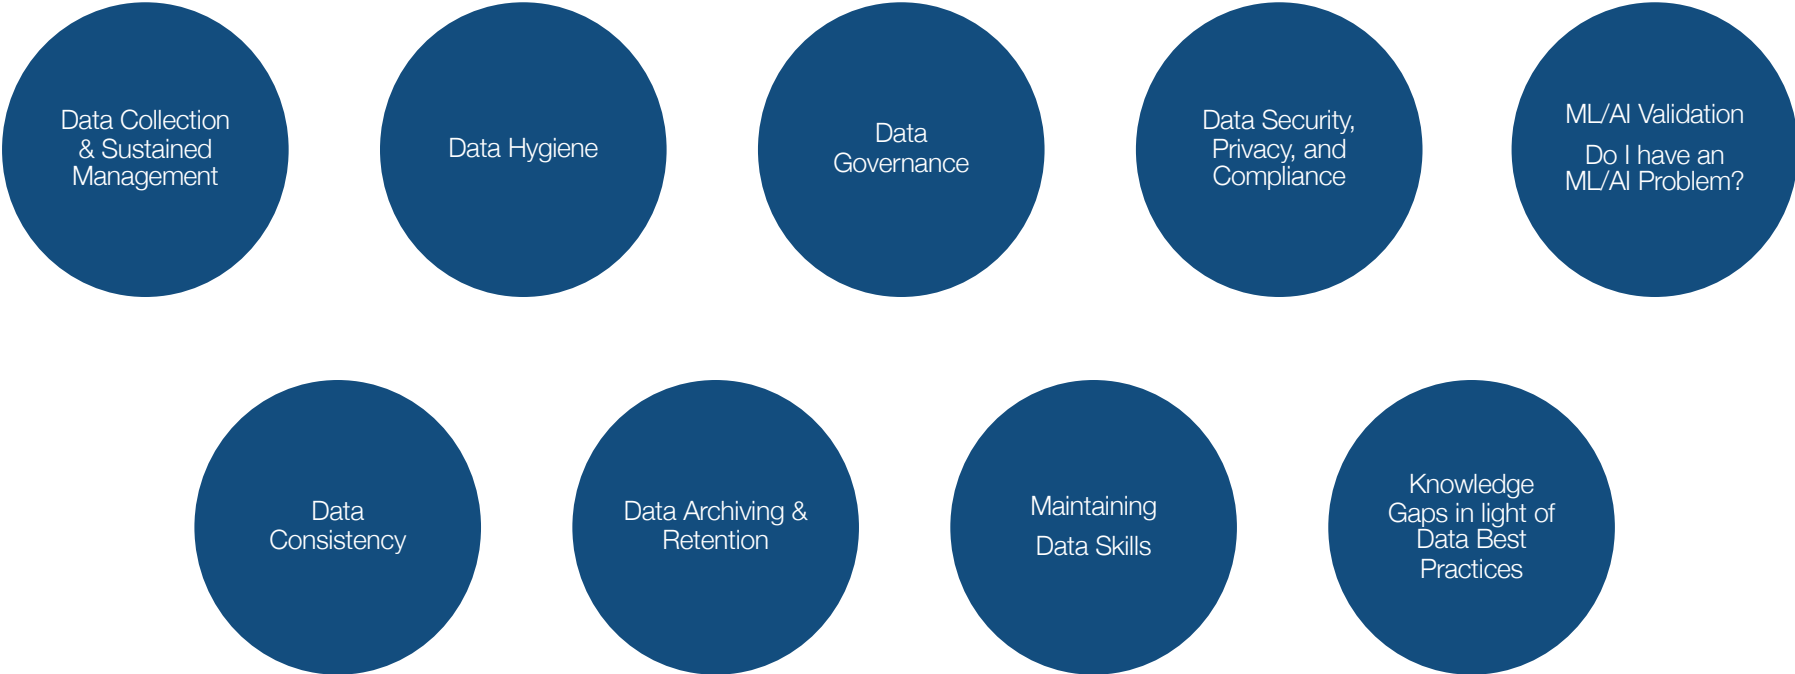 Data Collection
& Sustained
Management
Data Hygiene
Data
Governance
Data Security,
Privacy, and
Compliance
ML/AI Validation
Do I have an
ML/AI Problem?
Data
Consistency
Data Archiving &
Retention
Maintaining
Data Skills
Knowledge
Gaps in light of
Data Best
Practices